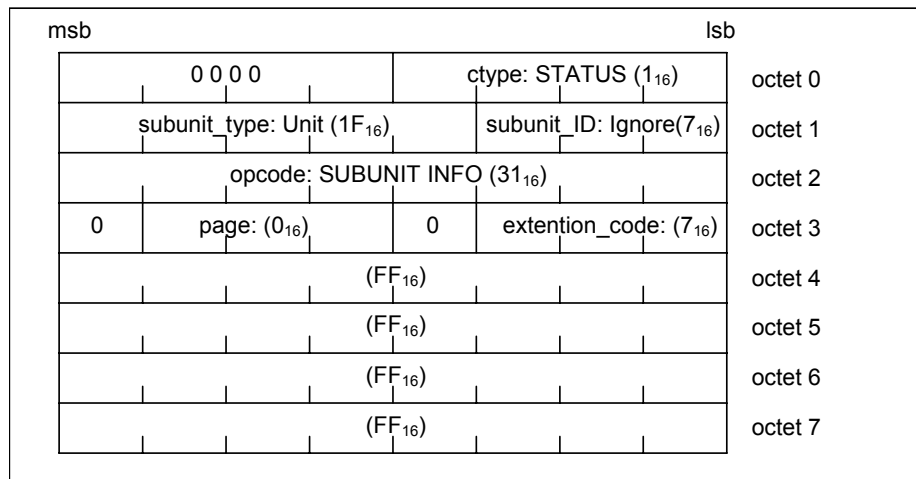 msb lsb
0 0 0 0 ctype: STATUS (1₁₆) octet 0
subunit_type: Unit (1F₁₆) subunit_ID: Ignore(7₁₆) octet 1
opcode: SUBUNIT INFO (31₁₆) octet 2
0 page: (0₁₆) 0 extention_code: (7₁₆) octet 3
(FF₁₆) octet 4
(FF₁₆) octet 5
(FF₁₆) octet 6
(FF₁₆) octet 7